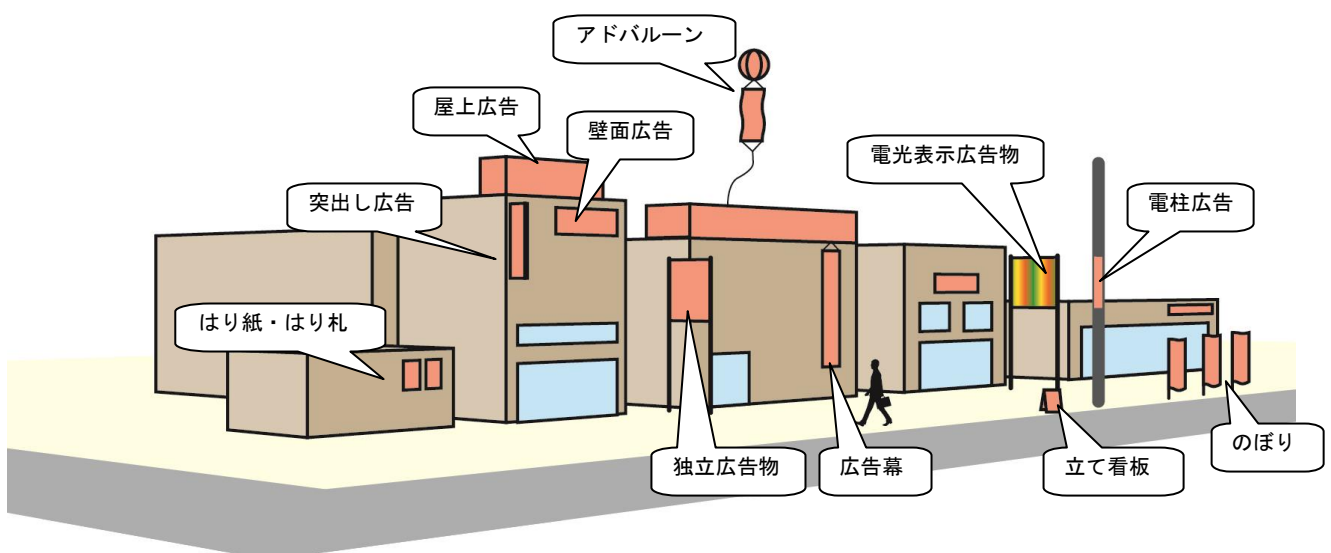 アドバルーン
屋上広告
壁面広告
電光表示広告物
突出し広告
電柱広告
はり紙・はり札
独立広告物
広告幕
立て看板
のぼり